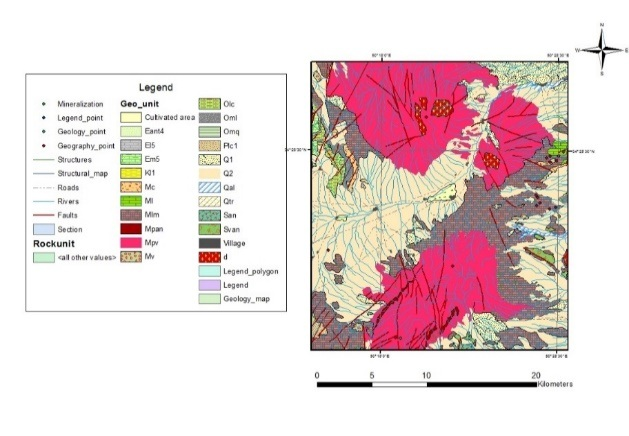 N
W
E
S
Legend
Mineralization
Legend_point
Geology_point
Geography_point
Structures
Structural_map
Roads
Rivers
Faults
Section
Rockunit
<all other values>
Geo_unit
Cultivated area
Eant4
El5
Em5
Kl1
Mc
Ml
Mlm
Mpan
Mpv
Mv
Olc
Oml
Omq
Plc1
Q1
Q2
Qal
Qtr
San
Svan
Village
d
Legend_polygon
Legend
Geology_map
0 5 10 20
Kilometers